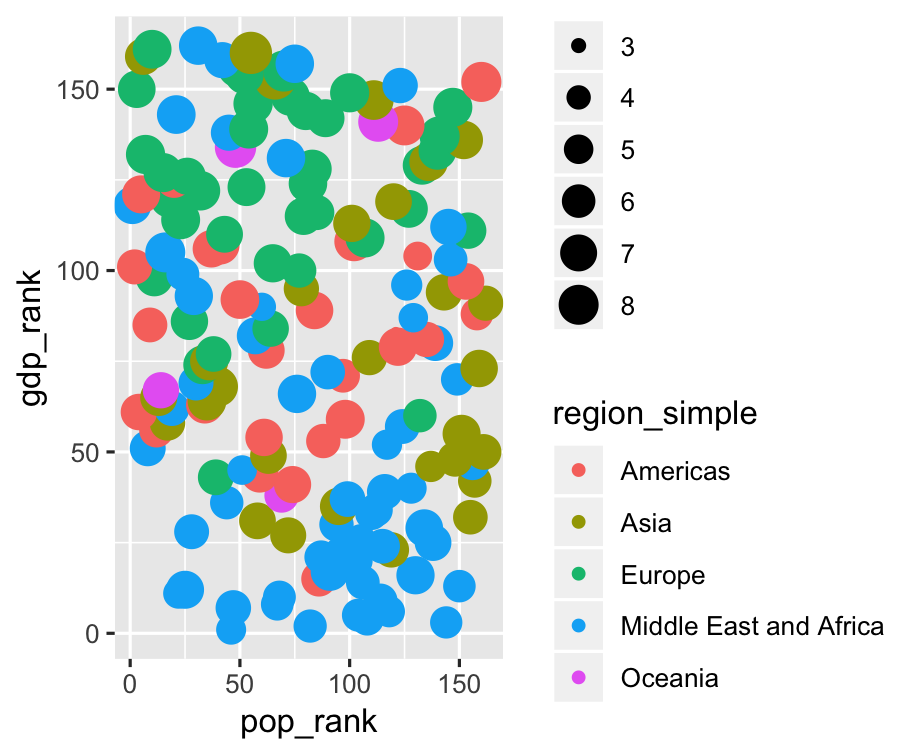 150
100
50
0
gdp_rank
0 50 100 150
pop_rank
3
4
5
6
7
8
region_simple
Americas
Asia
Europe
Middle East and Africa
Oceania